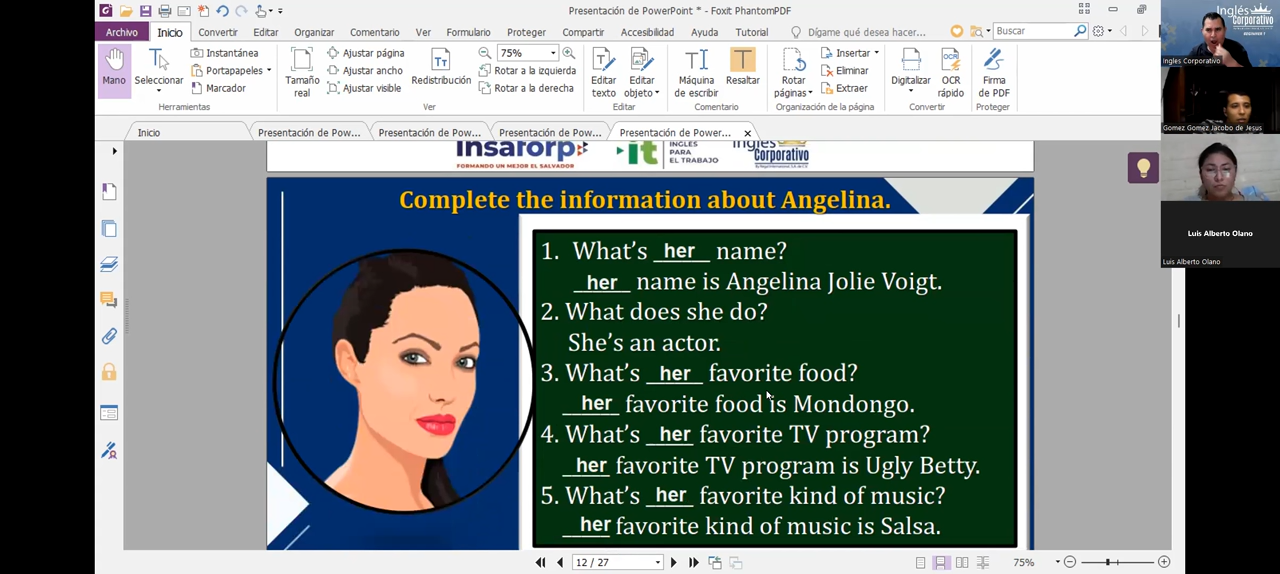 Presentación de PowerPoint * - Foxit PhantomPDF
Archivo Inicio Convertir Editar Organizar Comentario Ver Formulario Proteger Compartir Accesibilidad Ayuda Tutorial Dígame qué desea hacer... Buscar
Mano
Seleccionar
Instantánea
Portapapeles
Marcador
Herramientas
Tamaño real
Ajustar página
Ajustar ancho
Ajustar visible
Redistribución
75%
Rotar a la izquierda
Rotar a la derecha
Ver
Editar texto
Editar objeto
Editar
Máquina de escribir
Resaltar
Comentario
Rotar páginas
Insertar
Eliminar
Extraer
Organización de la página
Digitalizar
OCR rápido
Convertir
Firma de PDF
Proteger
Inicio
Presentación de Pow...
Presentación de Pow...
Presentación de Pow...
Presentación de Power...
insaforp
FORMANDO UN MEJOR EL SALVADOR
it
INGLÉS
PARA
EL TRABAJO
Inglés
Corporativo
Complete the information about Angelina.
1. What's her name?
her name is Angelina Jolie Voigt.
2. What does she do?
She's an actor.
3. What's her favorite food?
her favorite food is Mondongo.
4. What's her favorite TV program?
her favorite TV program is Ugly Betty.
5. What's her favorite kind of music?
her favorite kind of music is Salsa.
12 / 27
75%
Inglés
Corporativo
BEGINNER 1
Inglés Corporativo
Gomez Gomez Jacobo de Jesus
Luis Alberto Olano
Luis Alberto Olano